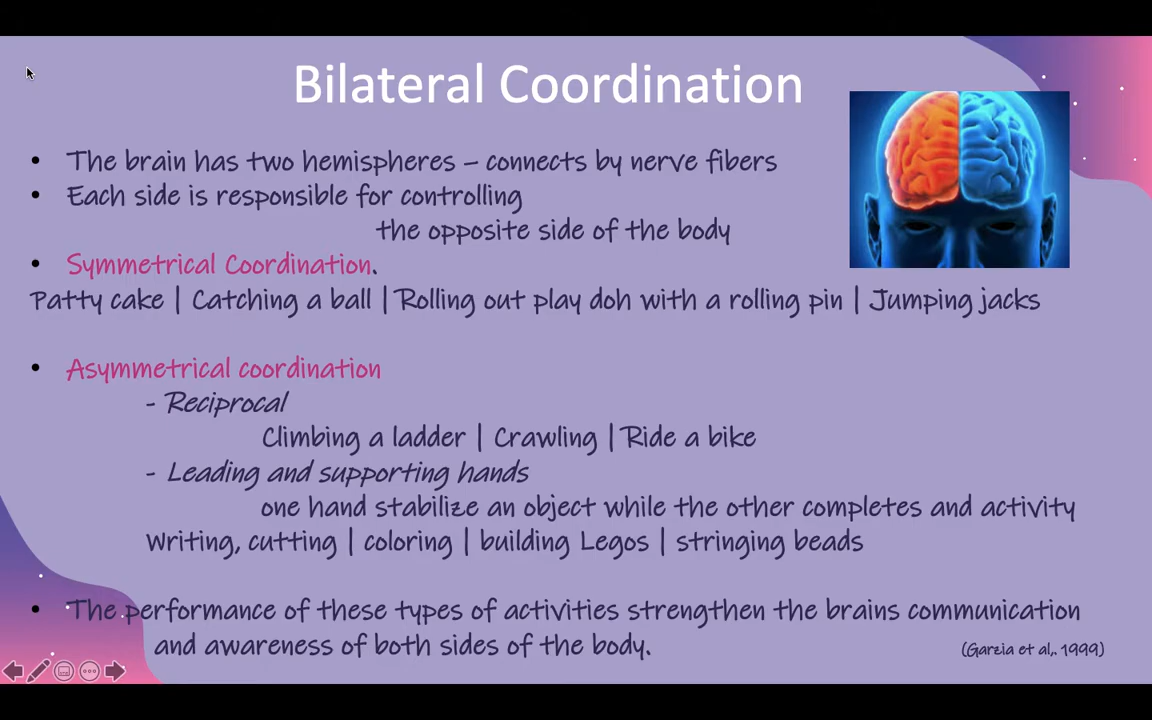 Bilateral Coordination
• The brain has two hemispheres – connects by nerve fibers
• Each side is responsible for controlling
the opposite side of the body
• Symmetrical Coordination.
Patty cake | Catching a ball | Rolling out play doh with a rolling pin | Jumping jacks
• Asymmetrical coordination
- Reciprocal
Climbing a ladder | Crawling | Ride a bike
- Leading and supporting hands
one hand stabilize an object while the other completes and activity
Writing, cutting | coloring | building Legos | stringing beads
• The performance of these types of activities strengthen the brains communication
and awareness of both sides of the body.
(Garzia et al,. 1999)